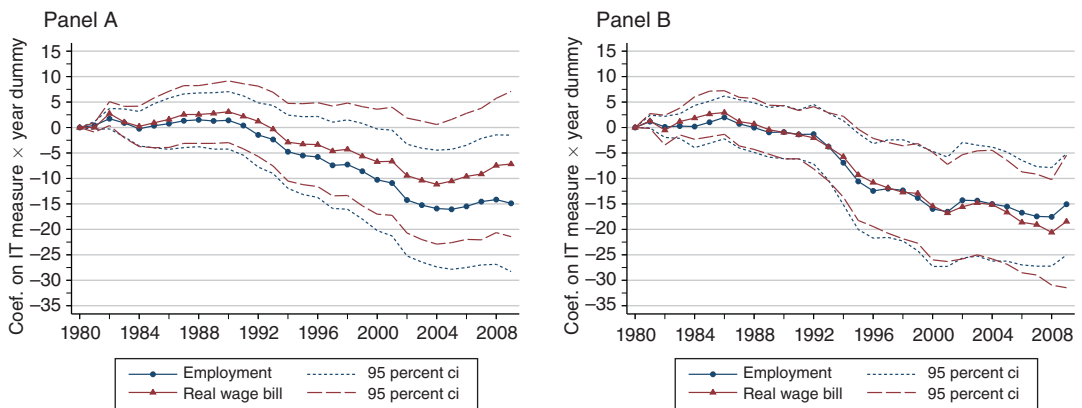 Panel A
Coef. on IT measure × year dummy
15
10
5
0
−5
−10
−15
−20
−25
−30
−35
1980 1984 1988 1992 1996 2000 2004 2008
Employment 95 percent ci
Real wage bill 95 percent ci
Panel B
Coef. on IT measure × year dummy
15
10
5
0
−5
−10
−15
−20
−25
−30
−35
1980 1984 1988 1992 1996 2000 2004 2008
Employment 95 percent ci
Real wage bill 95 percent ci